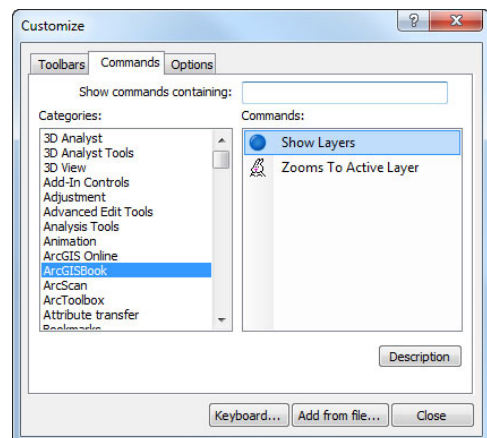 Customize
Toolbars Commands Options
Show commands containing:
Categories:
3D Analyst
3D Analyst Tools
3D View
Add-In Controls
Adjustment
Advanced Edit Tools
Analysis Tools
Animation
ArcGIS Online
ArcGISBook
ArcScan
ArcToolbox
Attribute transfer
Bookmarks
Commands:
Show Layers
Zooms To Active Layer
Description
Keyboard... Add from file... Close